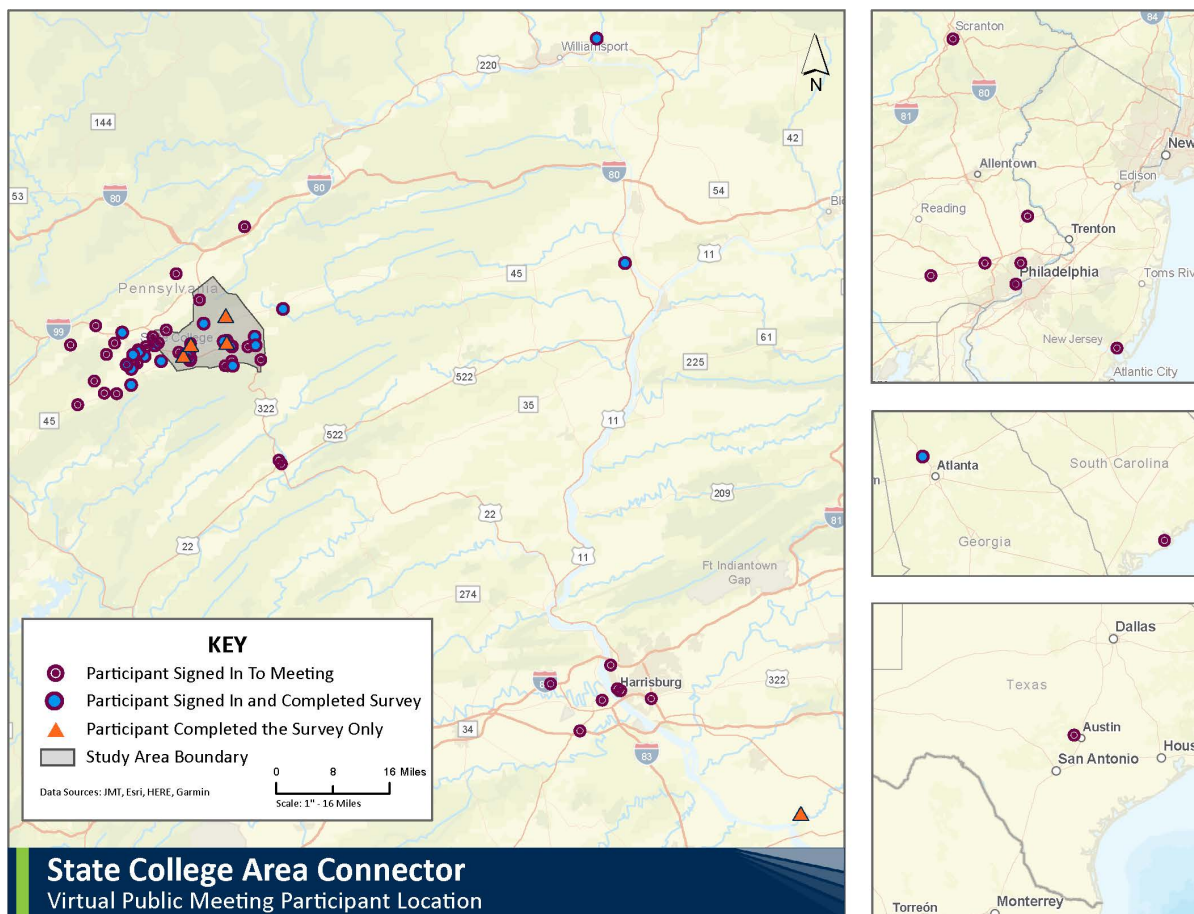 Williamsport
220
N
144
42
80
80
80
54
53
Blo
11
45
Pennsylvania
99
State College
61
225
522
35
322
45
522
11
209
22
81
22
11
Ft Indiantown
Gap
274
Harrisburg
322
34
83
KEY
Participant Signed In To Meeting
Participant Signed In and Completed Survey
Participant Completed the Survey Only
Study Area Boundary
0 8 16 Miles
Scale: 1" - 16 Miles
Data Sources: JMT, Esri, HERE, Garmin
State College Area Connector
Virtual Public Meeting Participant Location
84
Scranton
80
81
New
Allentown
Edison
Reading
Trenton
Philadelphia
Toms Riv
New Jersey
Atlantic City
Atlanta
South Carolina
Georgia
Dallas
Texas
Austin
San Antonio
Hous
Monterrey
Torreón